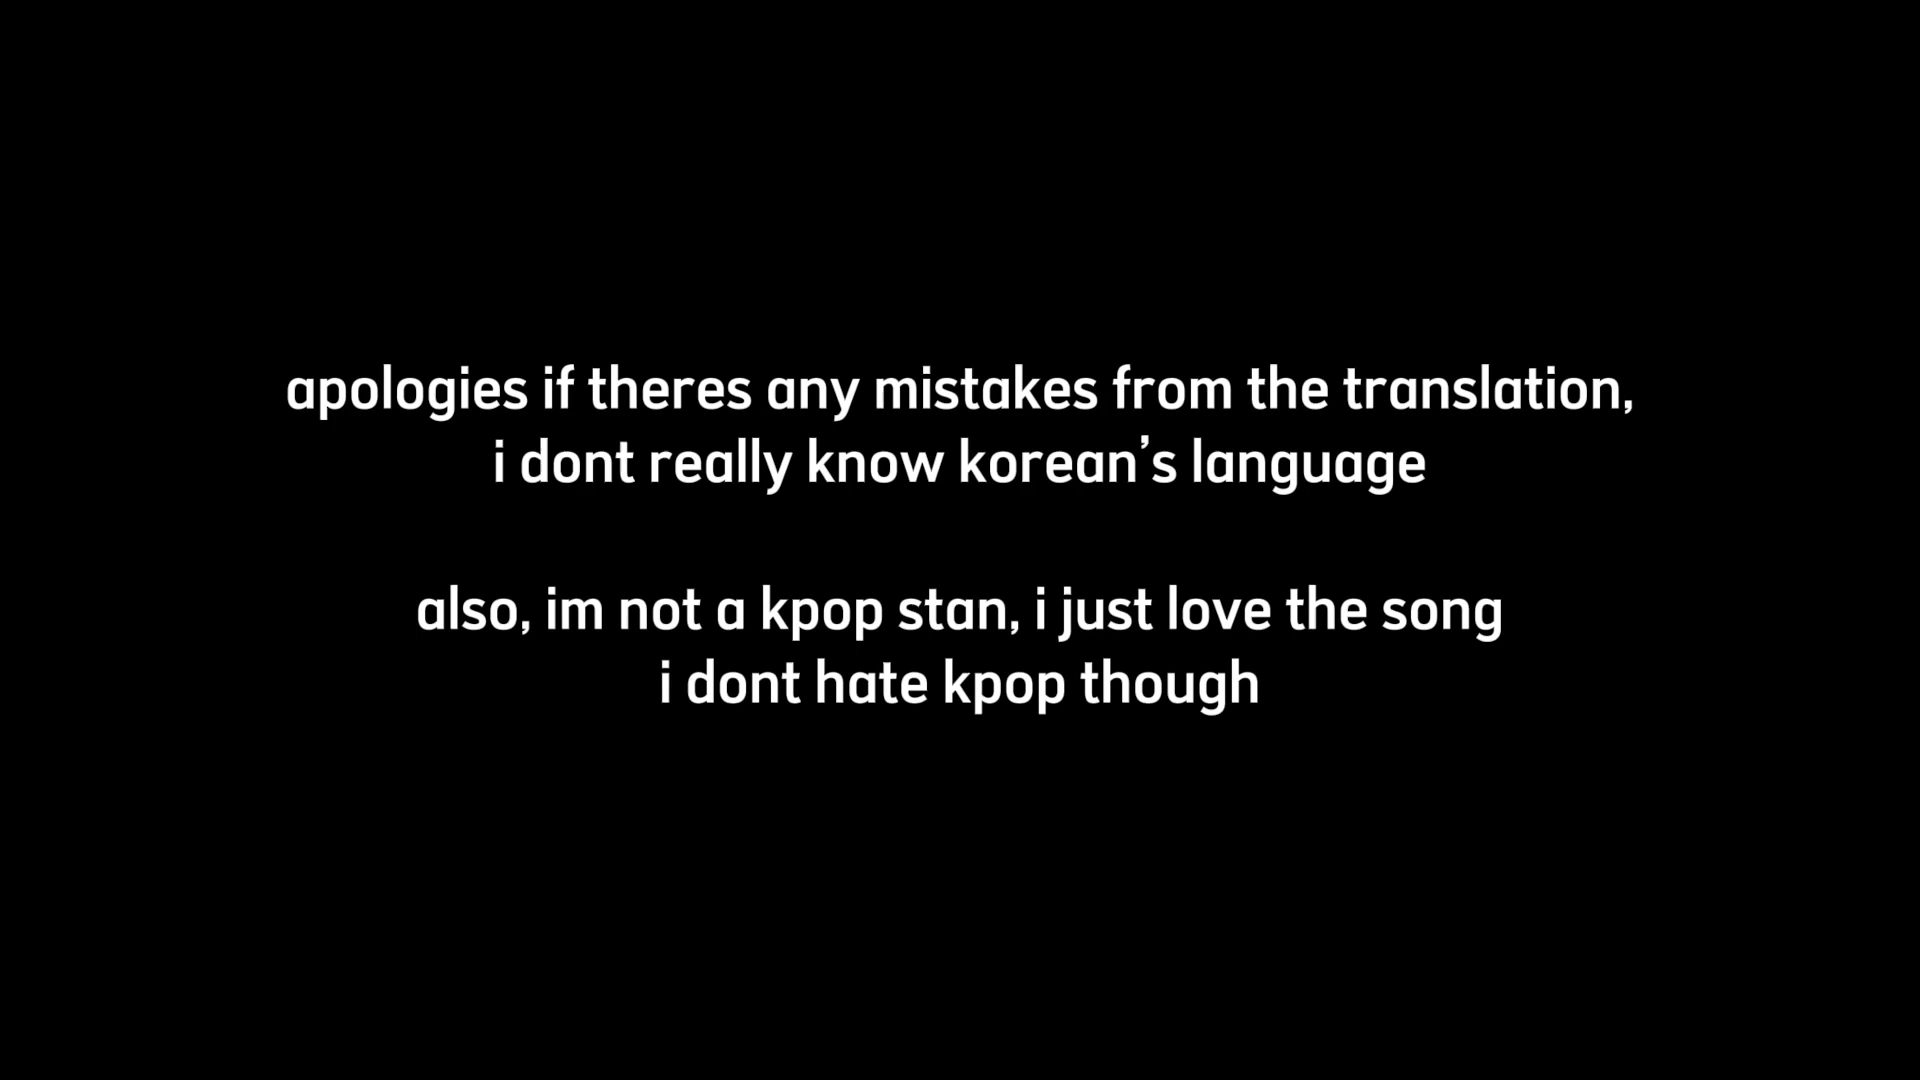 apologies if theres any mistakes from the translation,
i dont really know korean’s language
also, im not a kpop stan, i just love the song
i dont hate kpop though